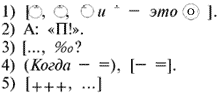 1) [◌, ◌, ◌ и ∸ – это ⊙ ].
2) А: «П!».
3) [..., ‰?
4) (Когда – =), [– =].
5) [+++, ...]